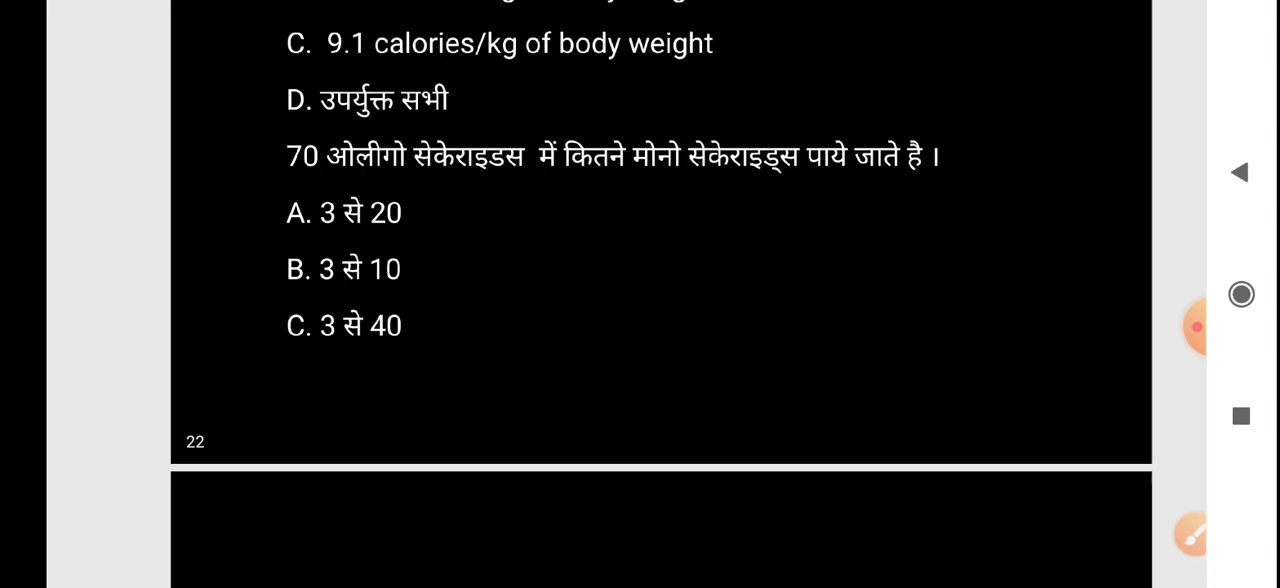 C. 9.1 calories/kg of body weight
D. उपर्युक्त सभी
70 ओलीगो सेकेराइडस में कितने मोनो सेकेराइड्स पाये जाते है ।
A. 3 से 20
B. 3 से 10
C. 3 से 40
22